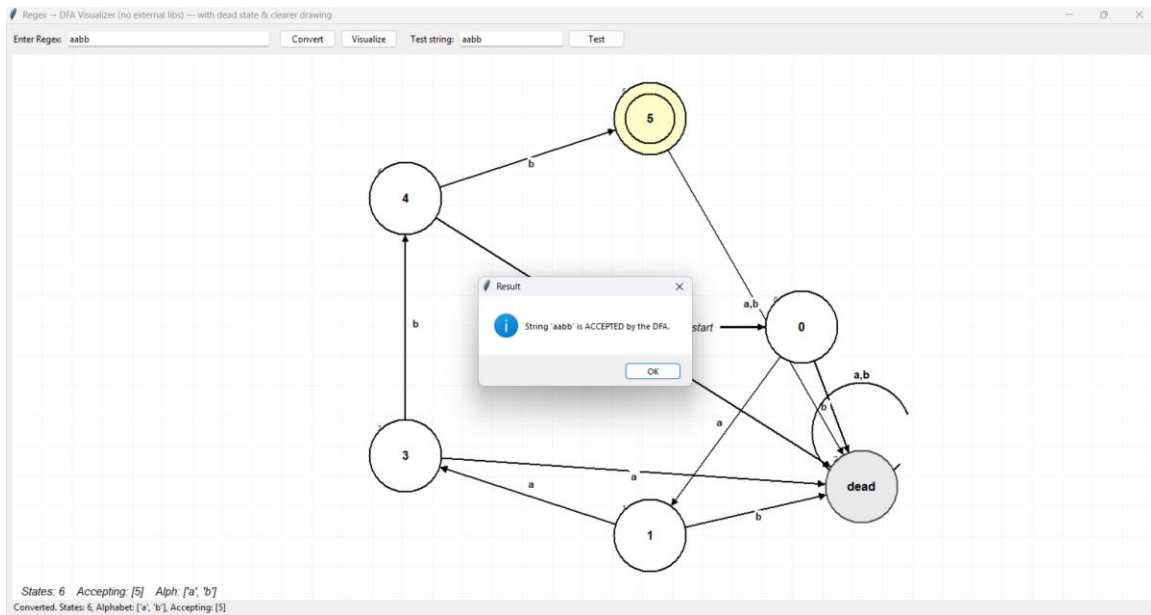 Regex → DFA Visualizer (no external libs) — with dead state & clearer drawing
Enter Regex: aabb Convert Visualize Test string: aabb Test
5
b
4
Result
String 'aabb' is ACCEPTED by the DFA.
OK
a,b
start
0
b
a,b
b
a
3
a
a
dead
b
1
States: 6 Accepting: [5] Alph: ['a', 'b']
Converted. States: 6, Alphabet: ['a', 'b'], Accepting: [5]